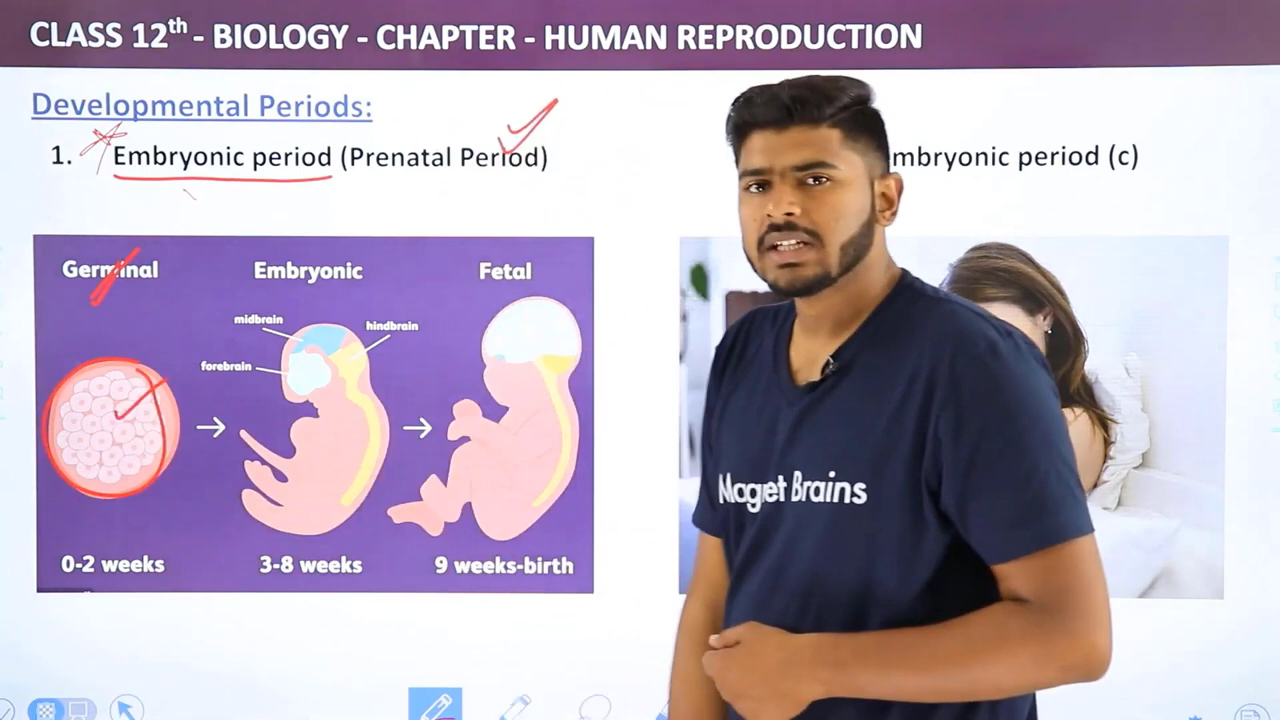 CLASS 12th - BIOLOGY - CHAPTER - HUMAN REPRODUCTION
Developmental Periods:
1. Embryonic period (Prenatal Period)
mbryonic period (c)
Germinal
Embryonic
Fetal
midbrain
hindbrain
forebrain
0-2 weeks
3-8 weeks
9 weeks-birth
Magnet Brains